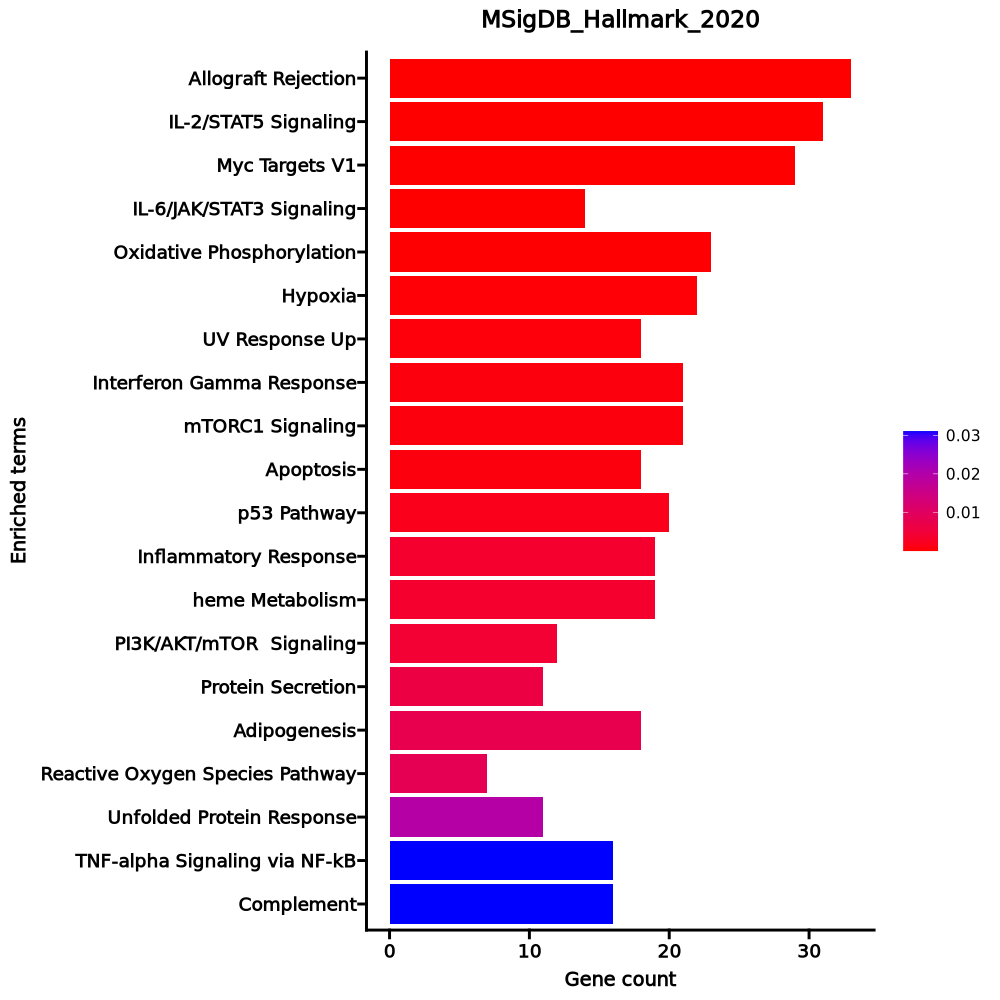 MSigDB_Hallmark_2020
Allograft Rejection
IL-2/STAT5 Signaling
Myc Targets V1
IL-6/JAK/STAT3 Signaling
Oxidative Phosphorylation
Hypoxia
UV Response Up
Interferon Gamma Response
mTORC1 Signaling
Apoptosis
p53 Pathway
Inflammatory Response
heme Metabolism
PI3K/AKT/mTOR  Signaling
Protein Secretion
Adipogenesis
Reactive Oxygen Species Pathway
Unfolded Protein Response
TNF-alpha Signaling via NF-kB
Complement
Enriched terms
0 10 20 30
Gene count
0.03
0.02
0.01